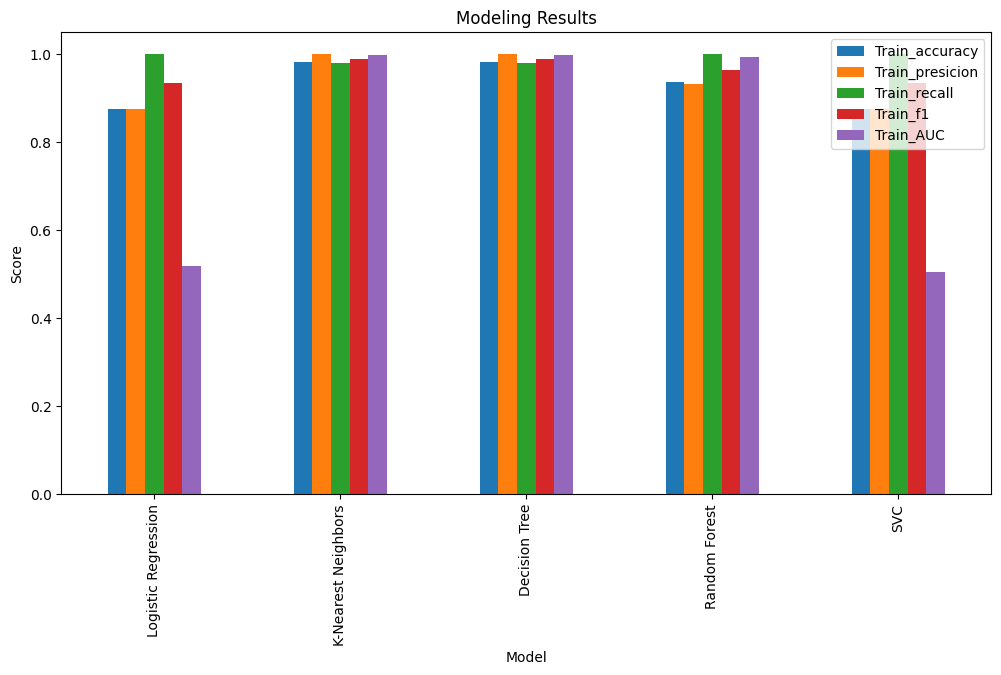 Modeling Results
Train_accuracy
Train_presicion
Train_recall
Train_f1
Train_AUC
1.0
0.8
0.6
0.4
0.2
0.0
Score
Logistic Regression
K-Nearest Neighbors
Decision Tree
Random Forest
SVC
Model